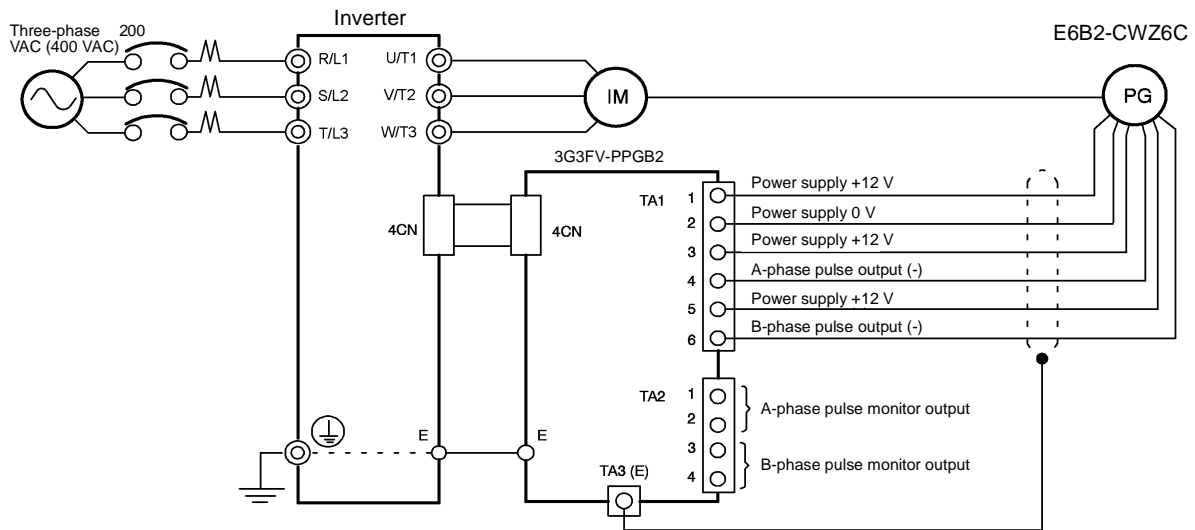 Inverter
Three-phase 200
VAC (400 VAC)
E6B2-CWZ6C
R/L1 U/T1
S/L2 V/T2
T/L3 W/T3
IM
PG
3G3FV-PPGB2
4CN
4CN
TA1
1 Power supply +12 V
2 Power supply 0 V
3 Power supply +12 V
4 A-phase pulse output (-)
5 Power supply +12 V
6 B-phase pulse output (-)
TA2
1
2
A-phase pulse monitor output
3
4
B-phase pulse monitor output
E
E
TA3 (E)